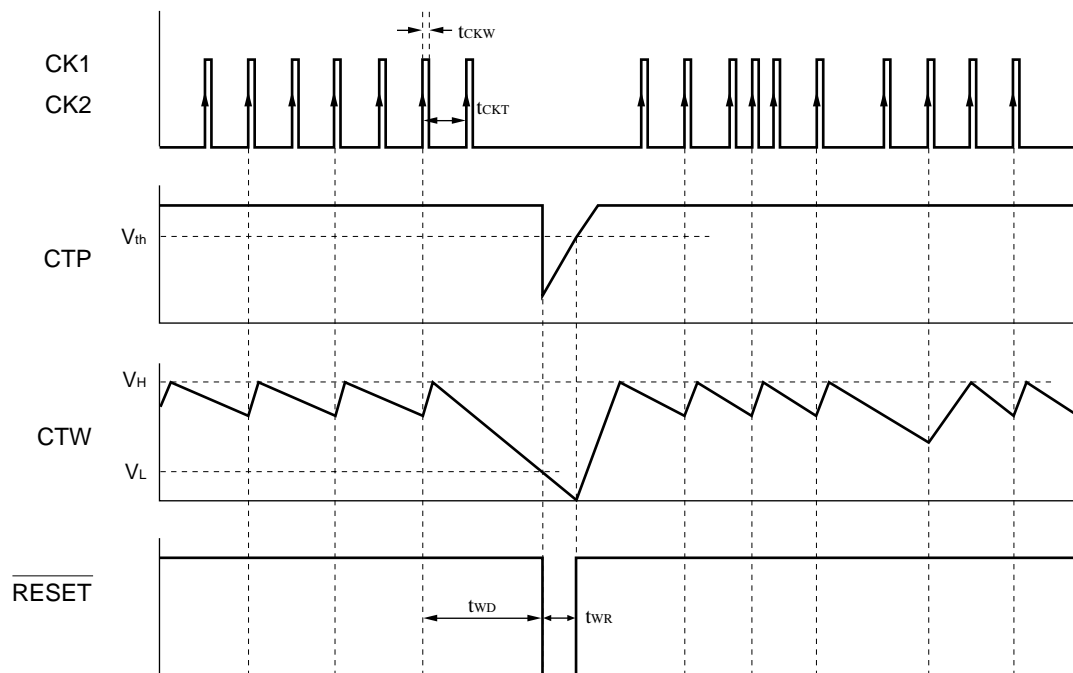 tCKW
CK1
CK2
tCKT
Vth
CTP
VH
CTW
VL
RESET
tWD
tWR